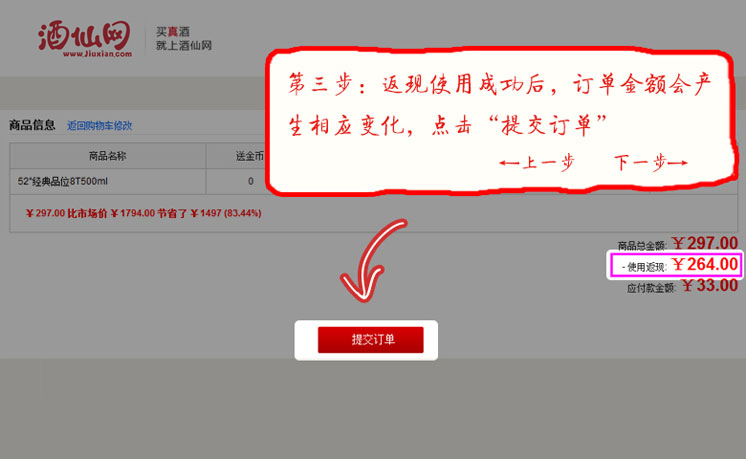 酒仙网
www.Jiuxian.com
买真酒
就上酒仙网
第三步：返现使用成功后，订单金额会产
生相应变化，点击“提交订单”
←上一步 下一步→
商品信息 返回购物车修改
商品名称 送金币
52°经典品位8T500ml 0
￥297.00 比市场价 ￥1794.00 节省了 ￥1497 (83.44%)
商品总金额: ￥297.00
- 使用返现: ￥264.00
应付款金额: ￥33.00
提交订单